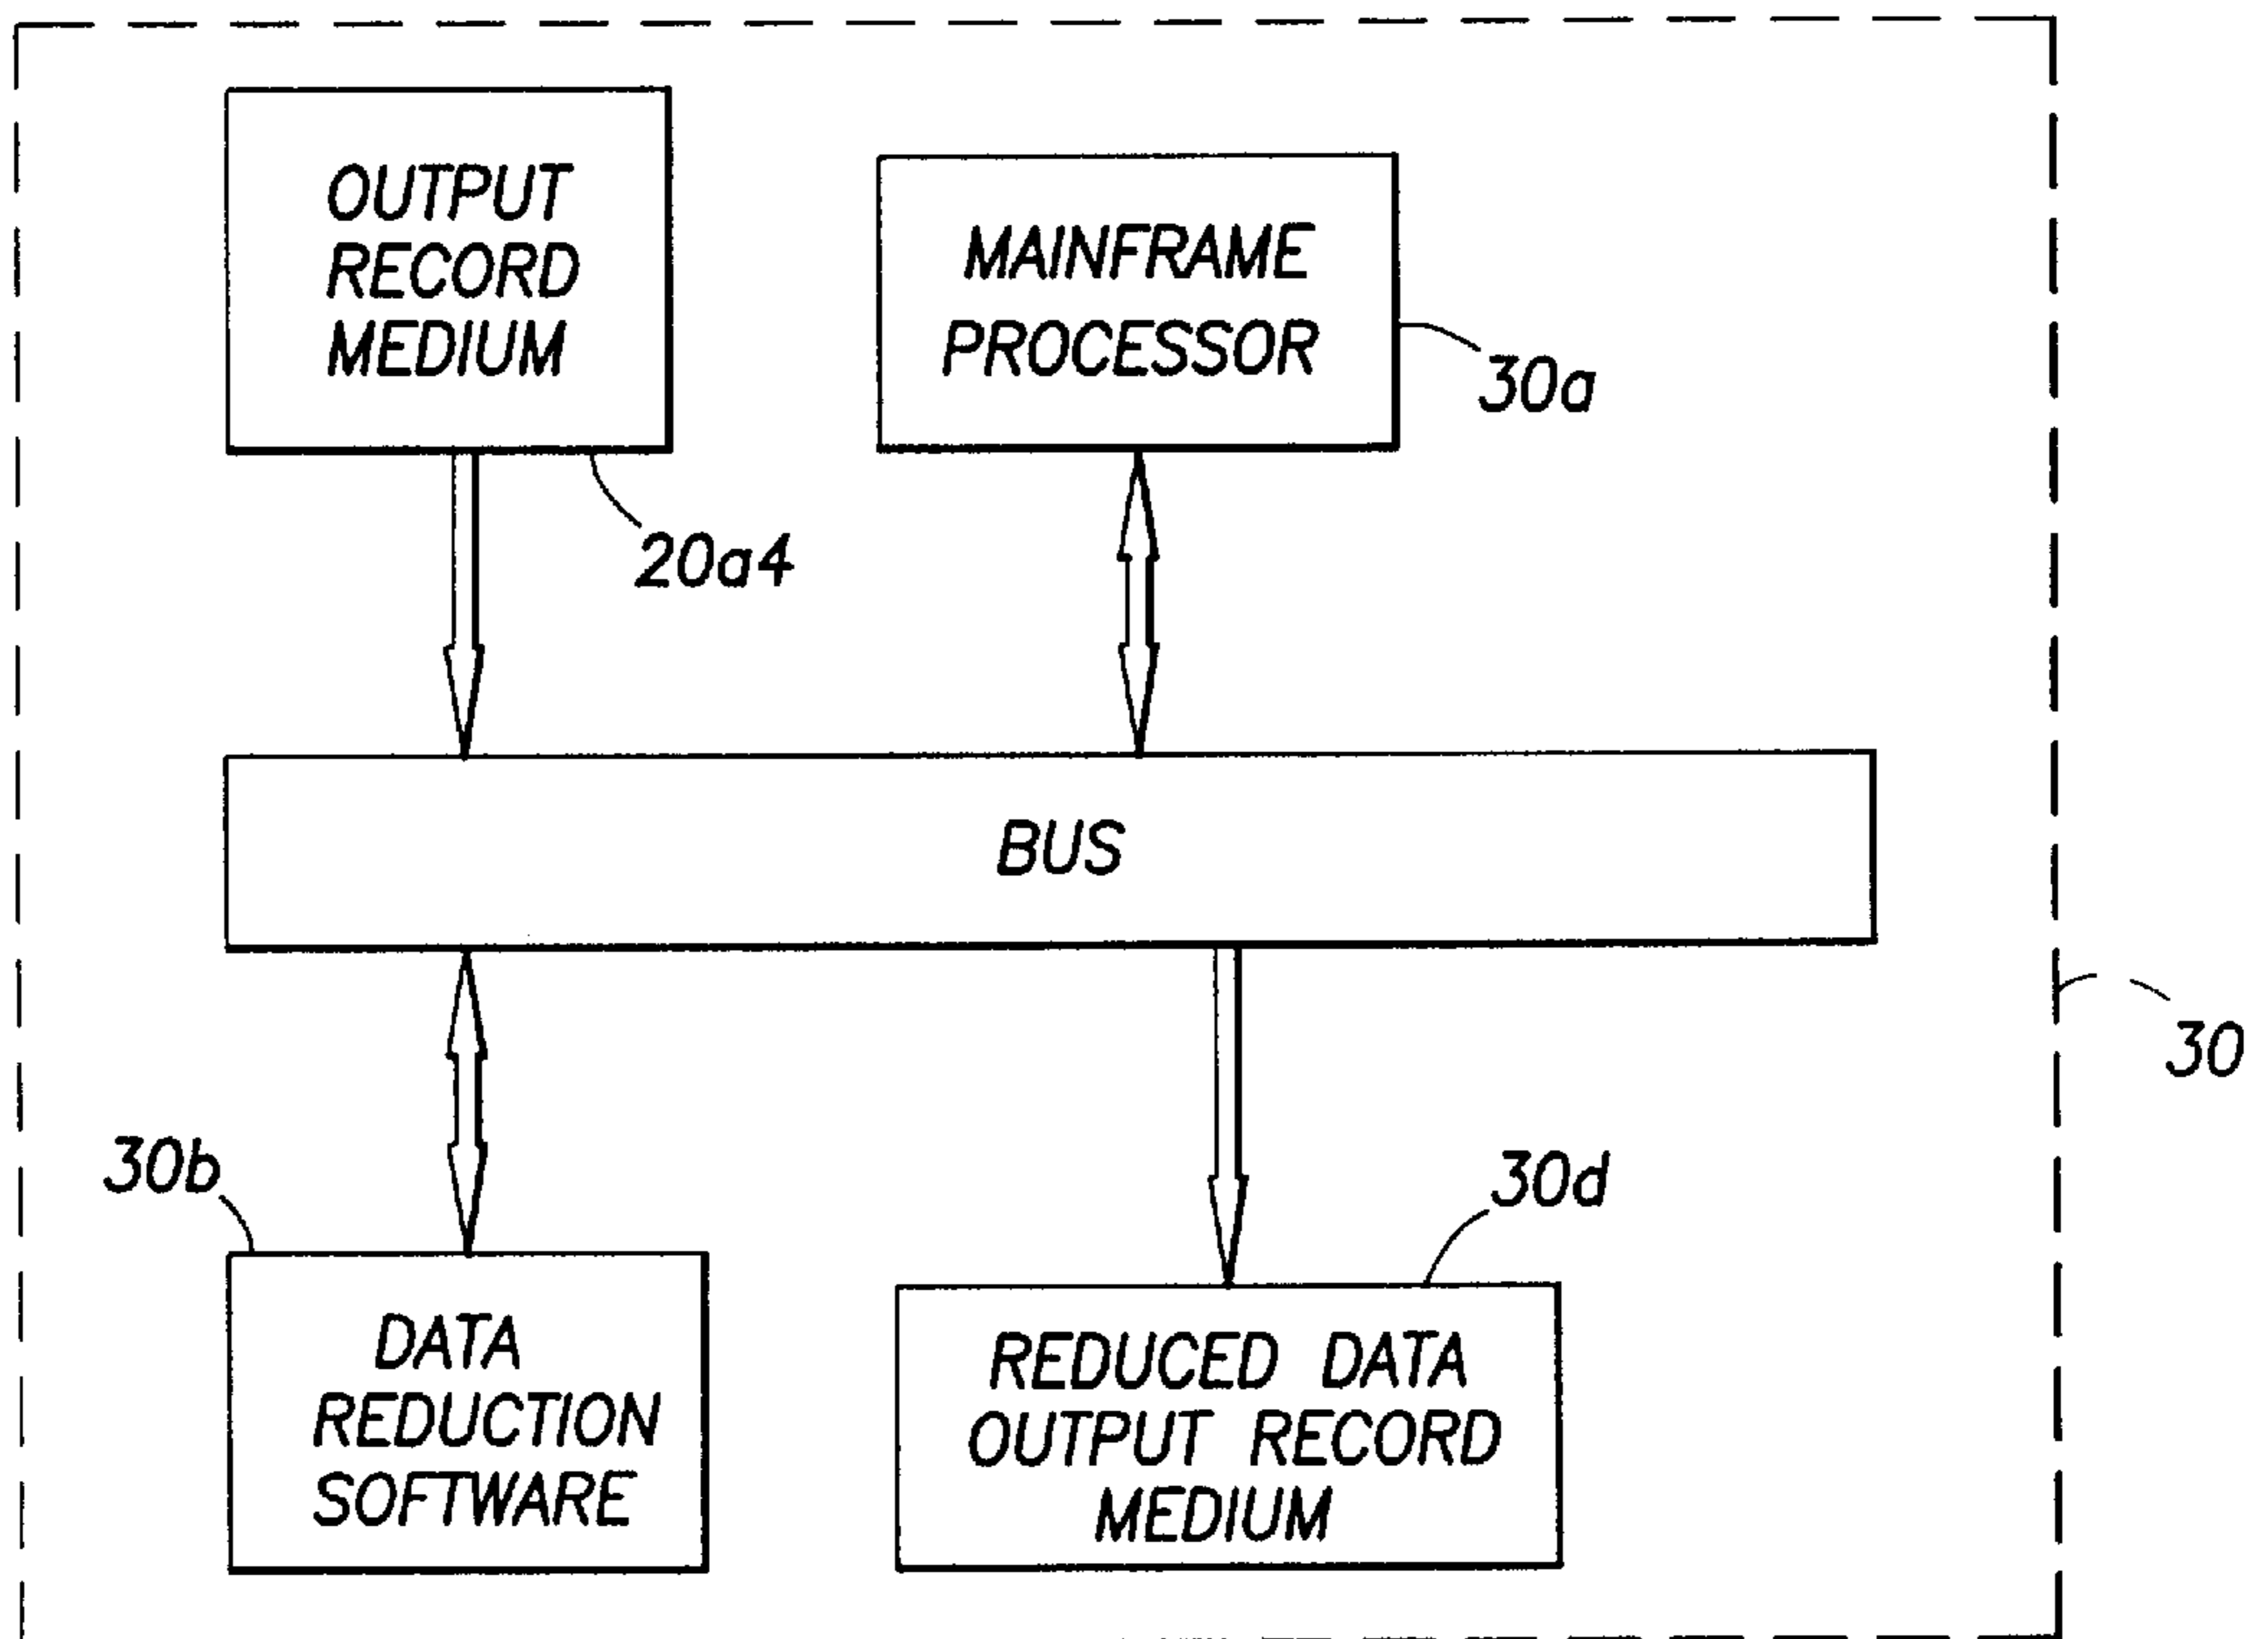 OUTPUT
RECORD
MEDIUM
MAINFRAME
PROCESSOR
30a
20a4
BUS
30
30b
30d
DATA
REDUCTION
SOFTWARE
REDUCED DATA
OUTPUT RECORD
MEDIUM